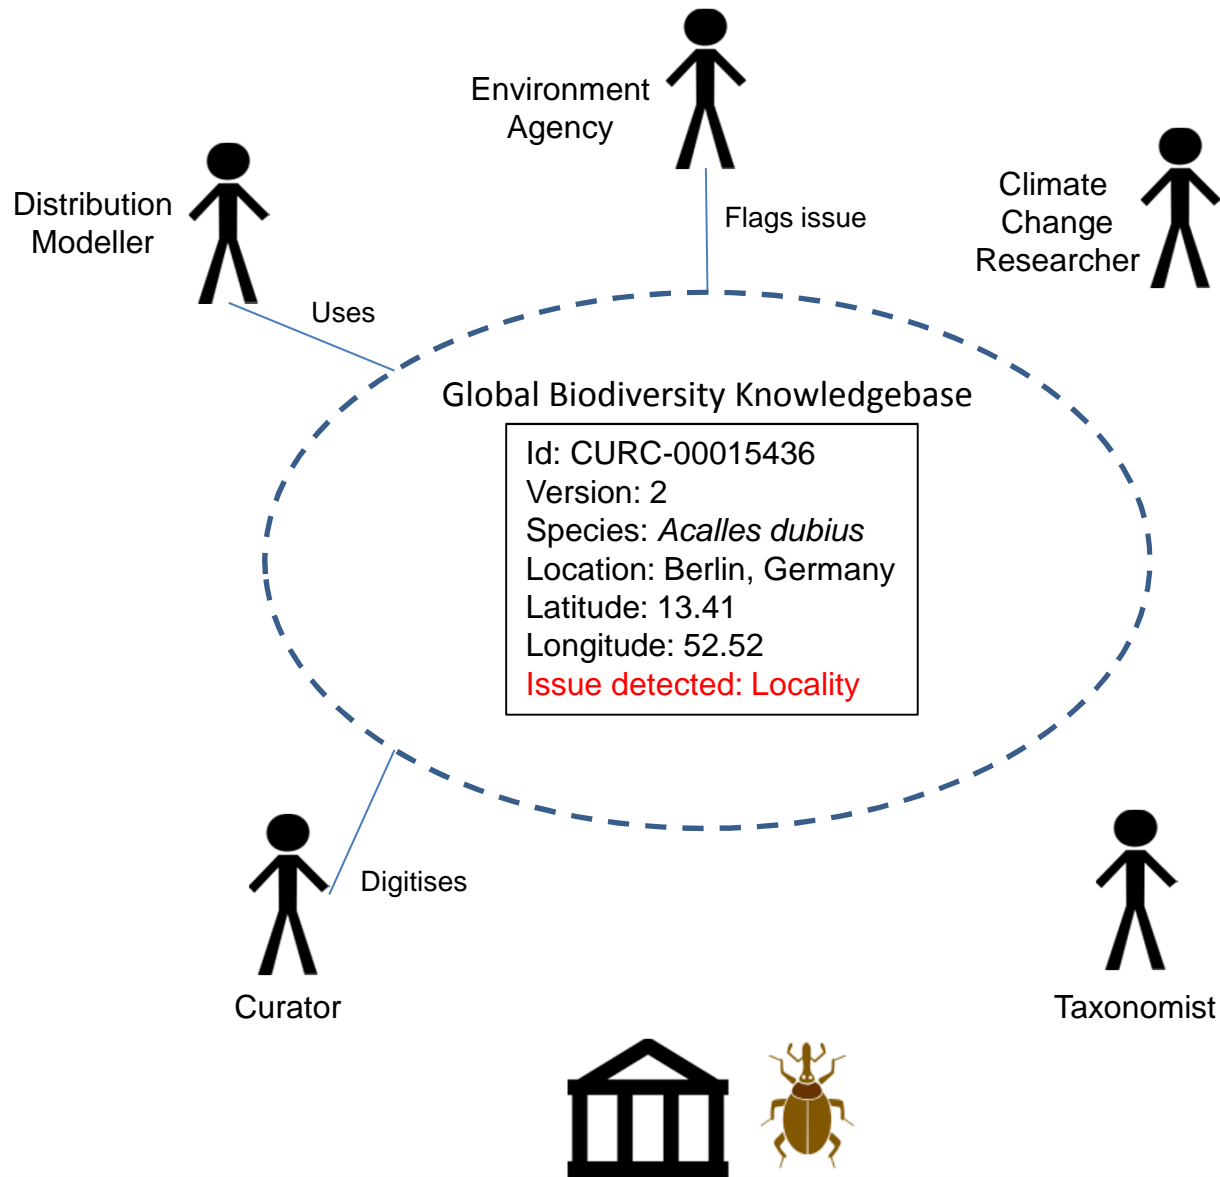 Environment
Agency
Distribution
Modeller
Climate
Change
Researcher
Flags issue
Uses
Global Biodiversity Knowledgebase
Id: CURC-00015436
Version: 2
Species: Acalles dubius
Location: Berlin, Germany
Latitude: 13.41
Longitude: 52.52
Issue detected: Locality
Digitises
Curator
Taxonomist